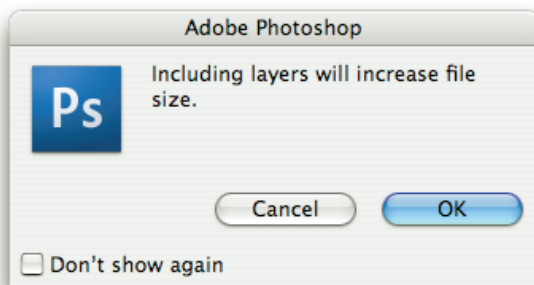 Adobe Photoshop
Including layers will increase file
size.
Ps
Cancel OK
Don't show again